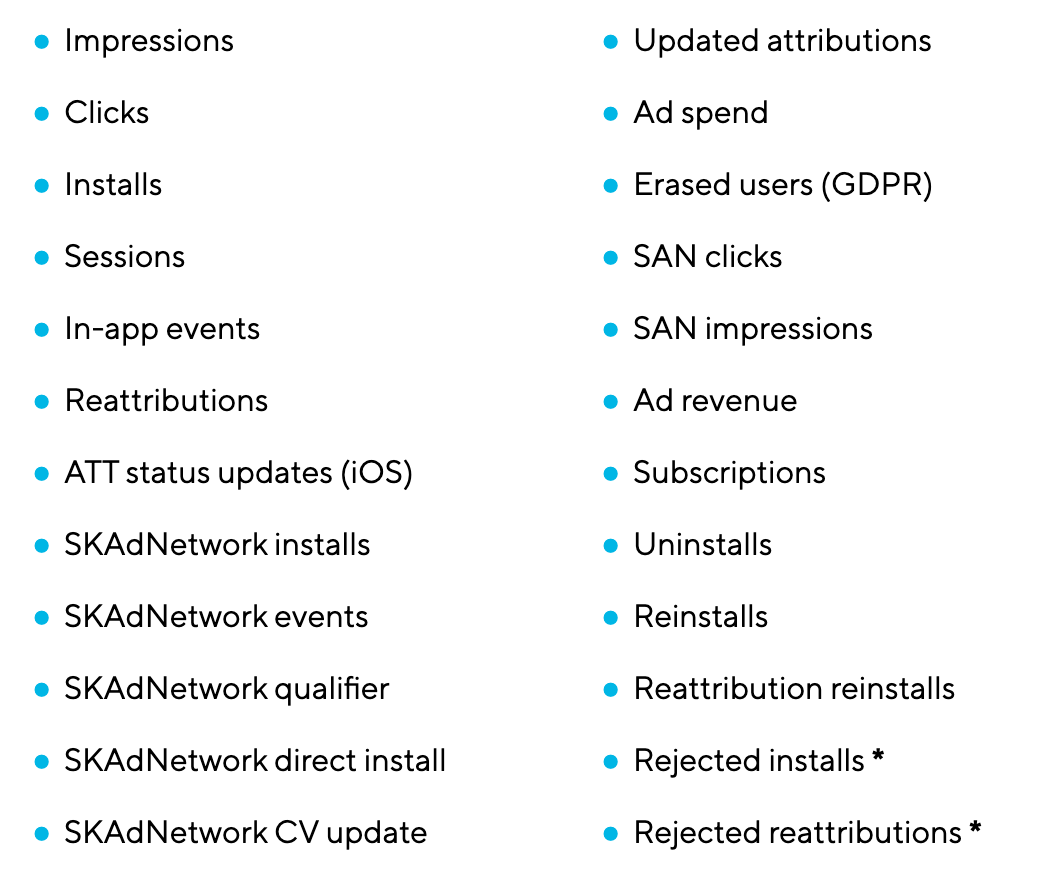 Impressions
Clicks
Installs
Sessions
In-app events
Reattributions
ATT status updates (iOS)
SKAdNetwork installs
SKAdNetwork events
SKAdNetwork qualifier
SKAdNetwork direct install
SKAdNetwork CV update
Updated attributions
Ad spend
Erased users (GDPR)
SAN clicks
SAN impressions
Ad revenue
Subscriptions
Uninstalls
Reinstalls
Reattribution reinstalls
Rejected installs *
Rejected reattributions *